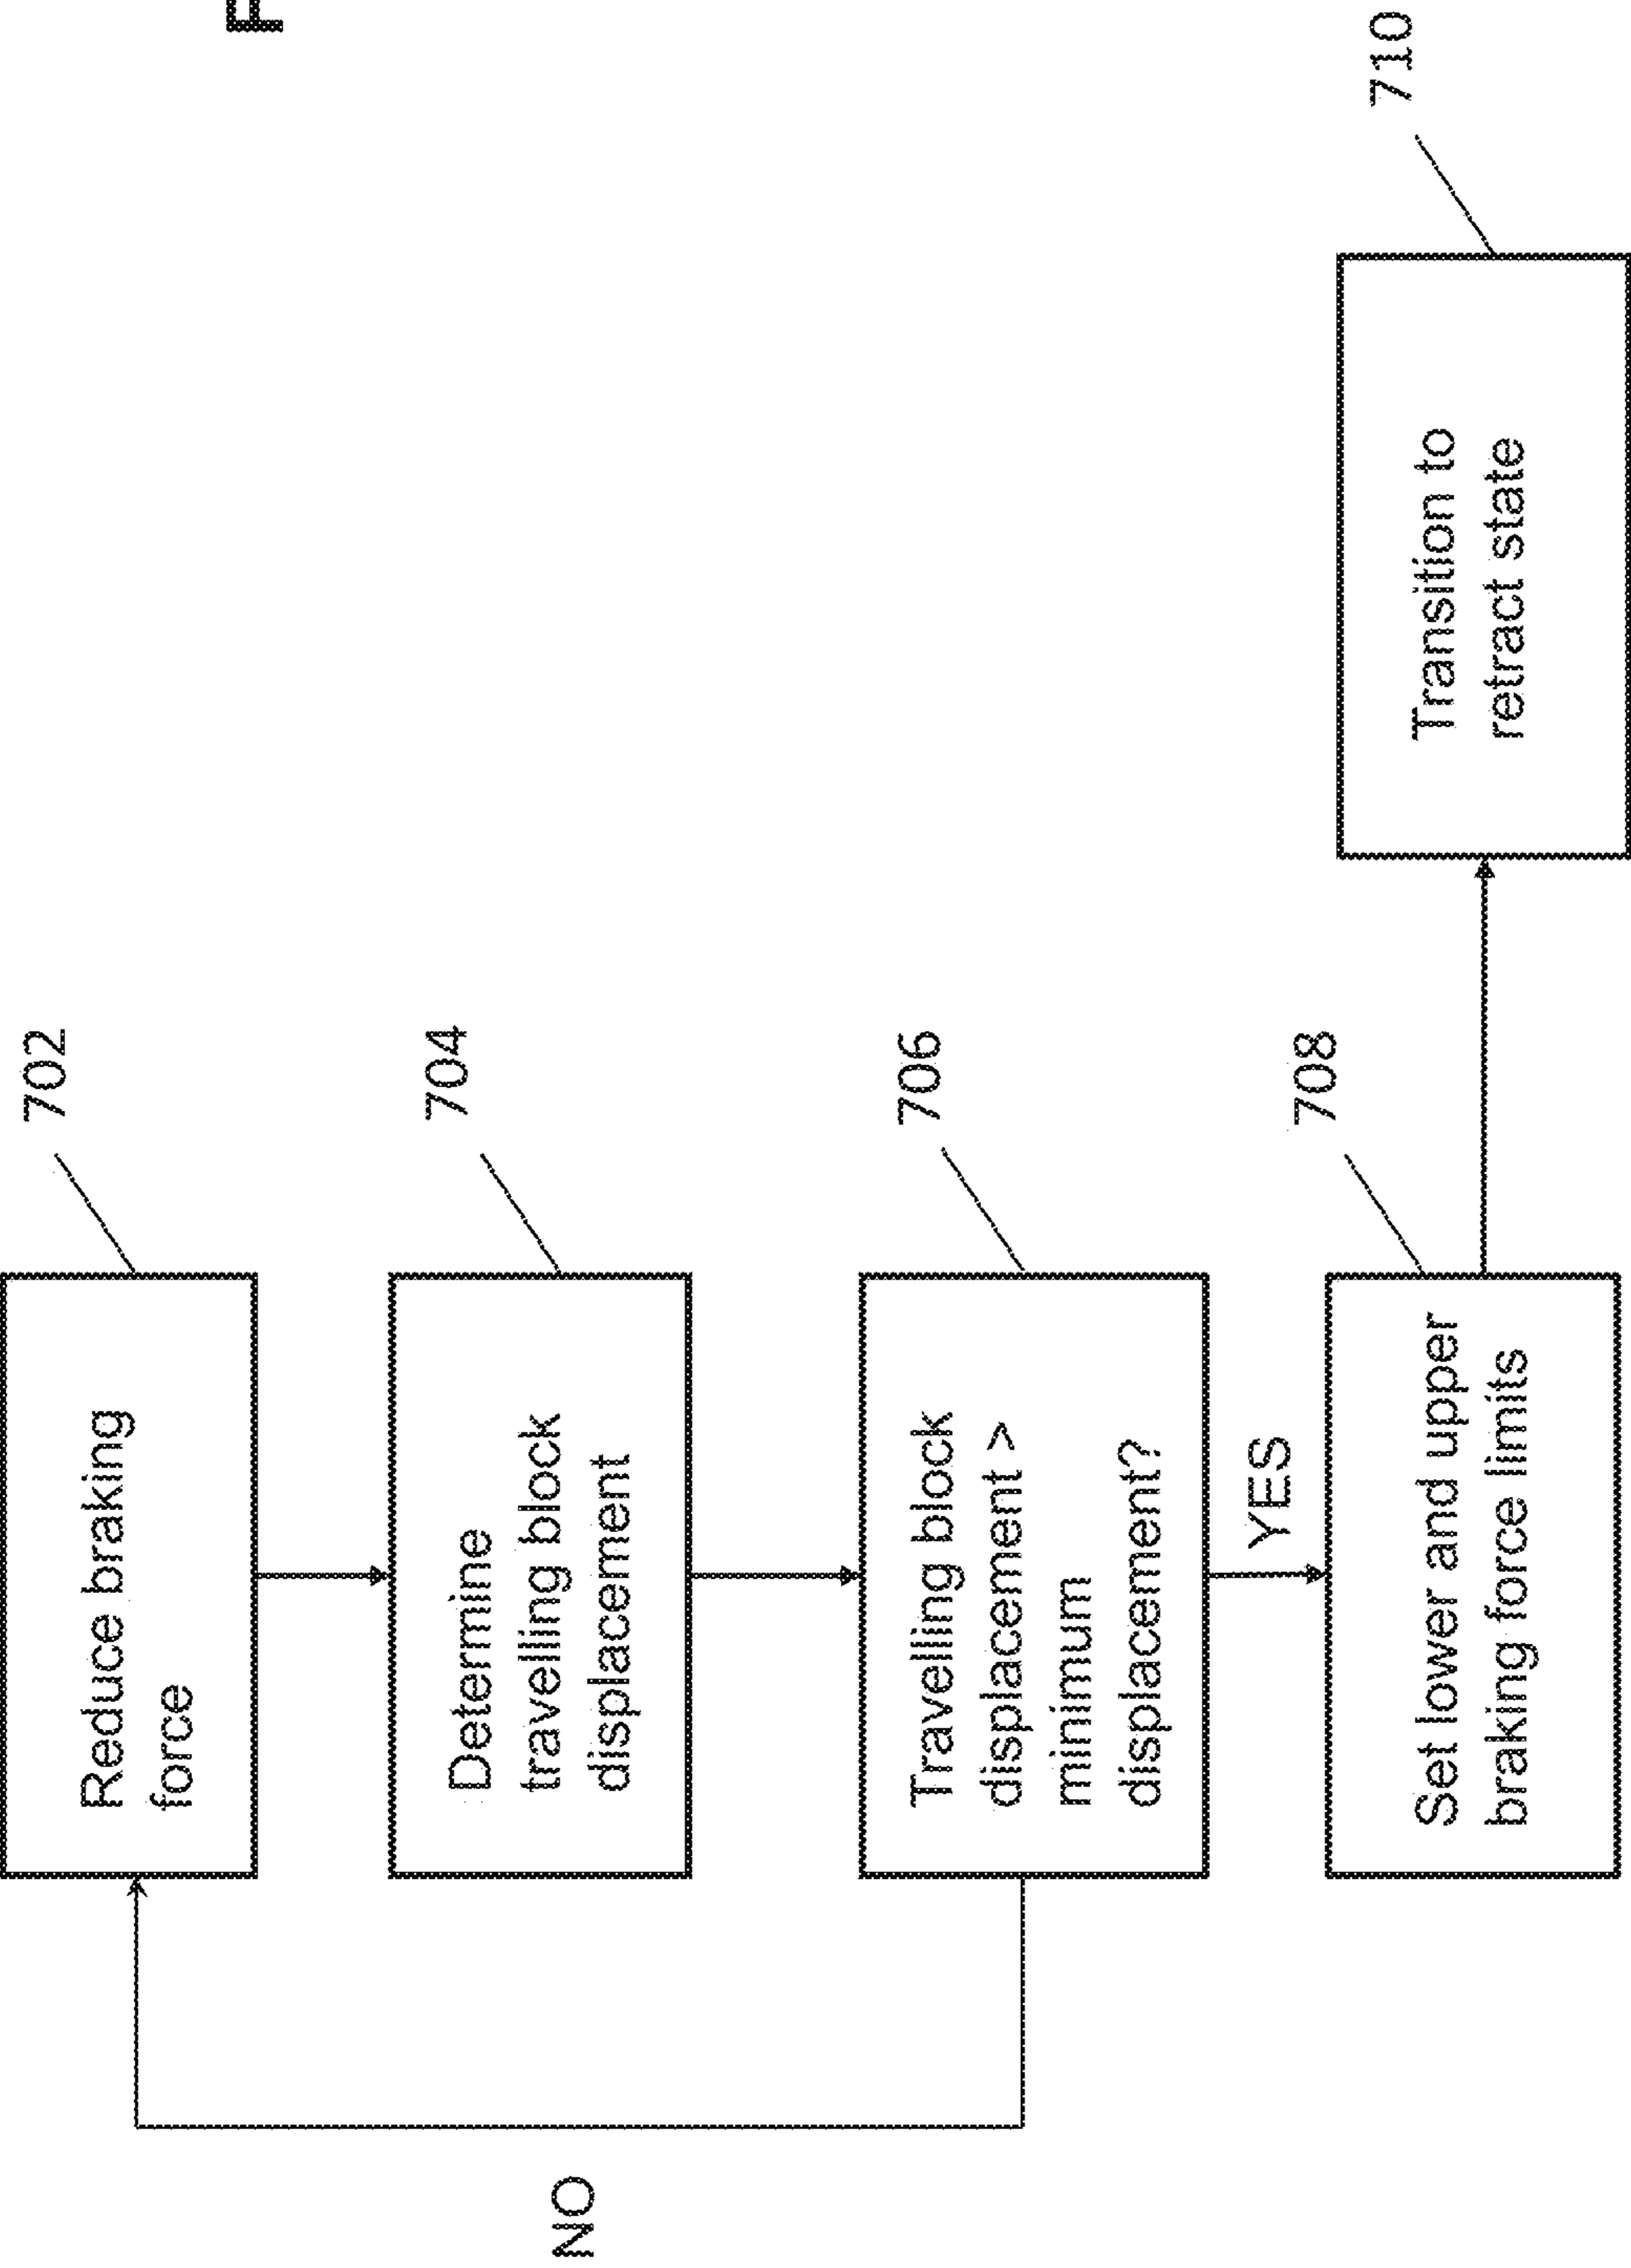 702
Reduce braking
force
704
Determine
travelling block
displacement
706
Travelling block
displacement >
minimum
displacement?
NO
YES
708
Set lower and upper
braking force limits
710
Transition to
retract state